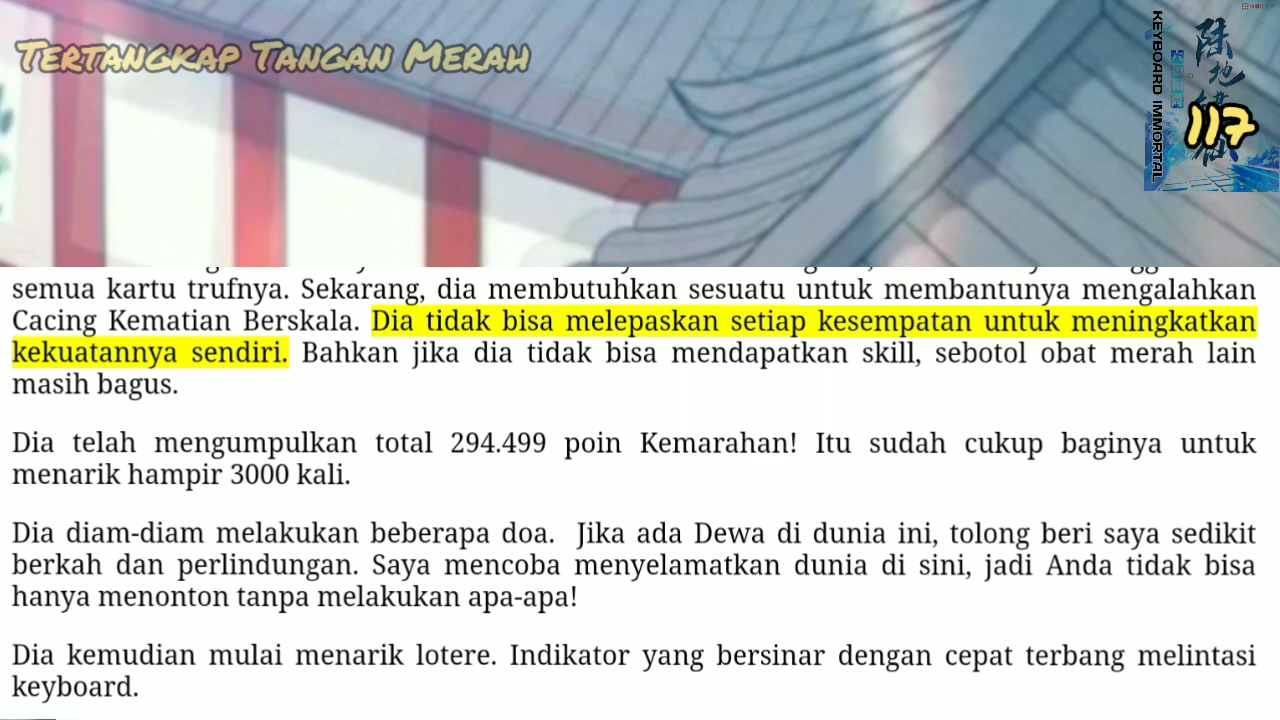 Tertangkap Tangan Merah
KEYBOARD IMMORTAL
陆地键仙
117
semua kartu trufnya. Sekarang, dia membutuhkan sesuatu untuk membantunya mengalahkan
Cacing Kematian Berskala. Dia tidak bisa melepaskan setiap kesempatan untuk meningkatkan
kekuatannya sendiri. Bahkan jika dia tidak bisa mendapatkan skill, sebotol obat merah lain
masih bagus.
Dia telah mengumpulkan total 294.499 poin Kemarahan! Itu sudah cukup baginya untuk
menarik hampir 3000 kali.
Dia diam-diam melakukan beberapa doa.  Jika ada Dewa di dunia ini, tolong beri saya sedikit
berkah dan perlindungan. Saya mencoba menyelamatkan dunia di sini, jadi Anda tidak bisa
hanya menonton tanpa melakukan apa-apa!
Dia kemudian mulai menarik lotere. Indikator yang bersinar dengan cepat terbang melintasi
keyboard.